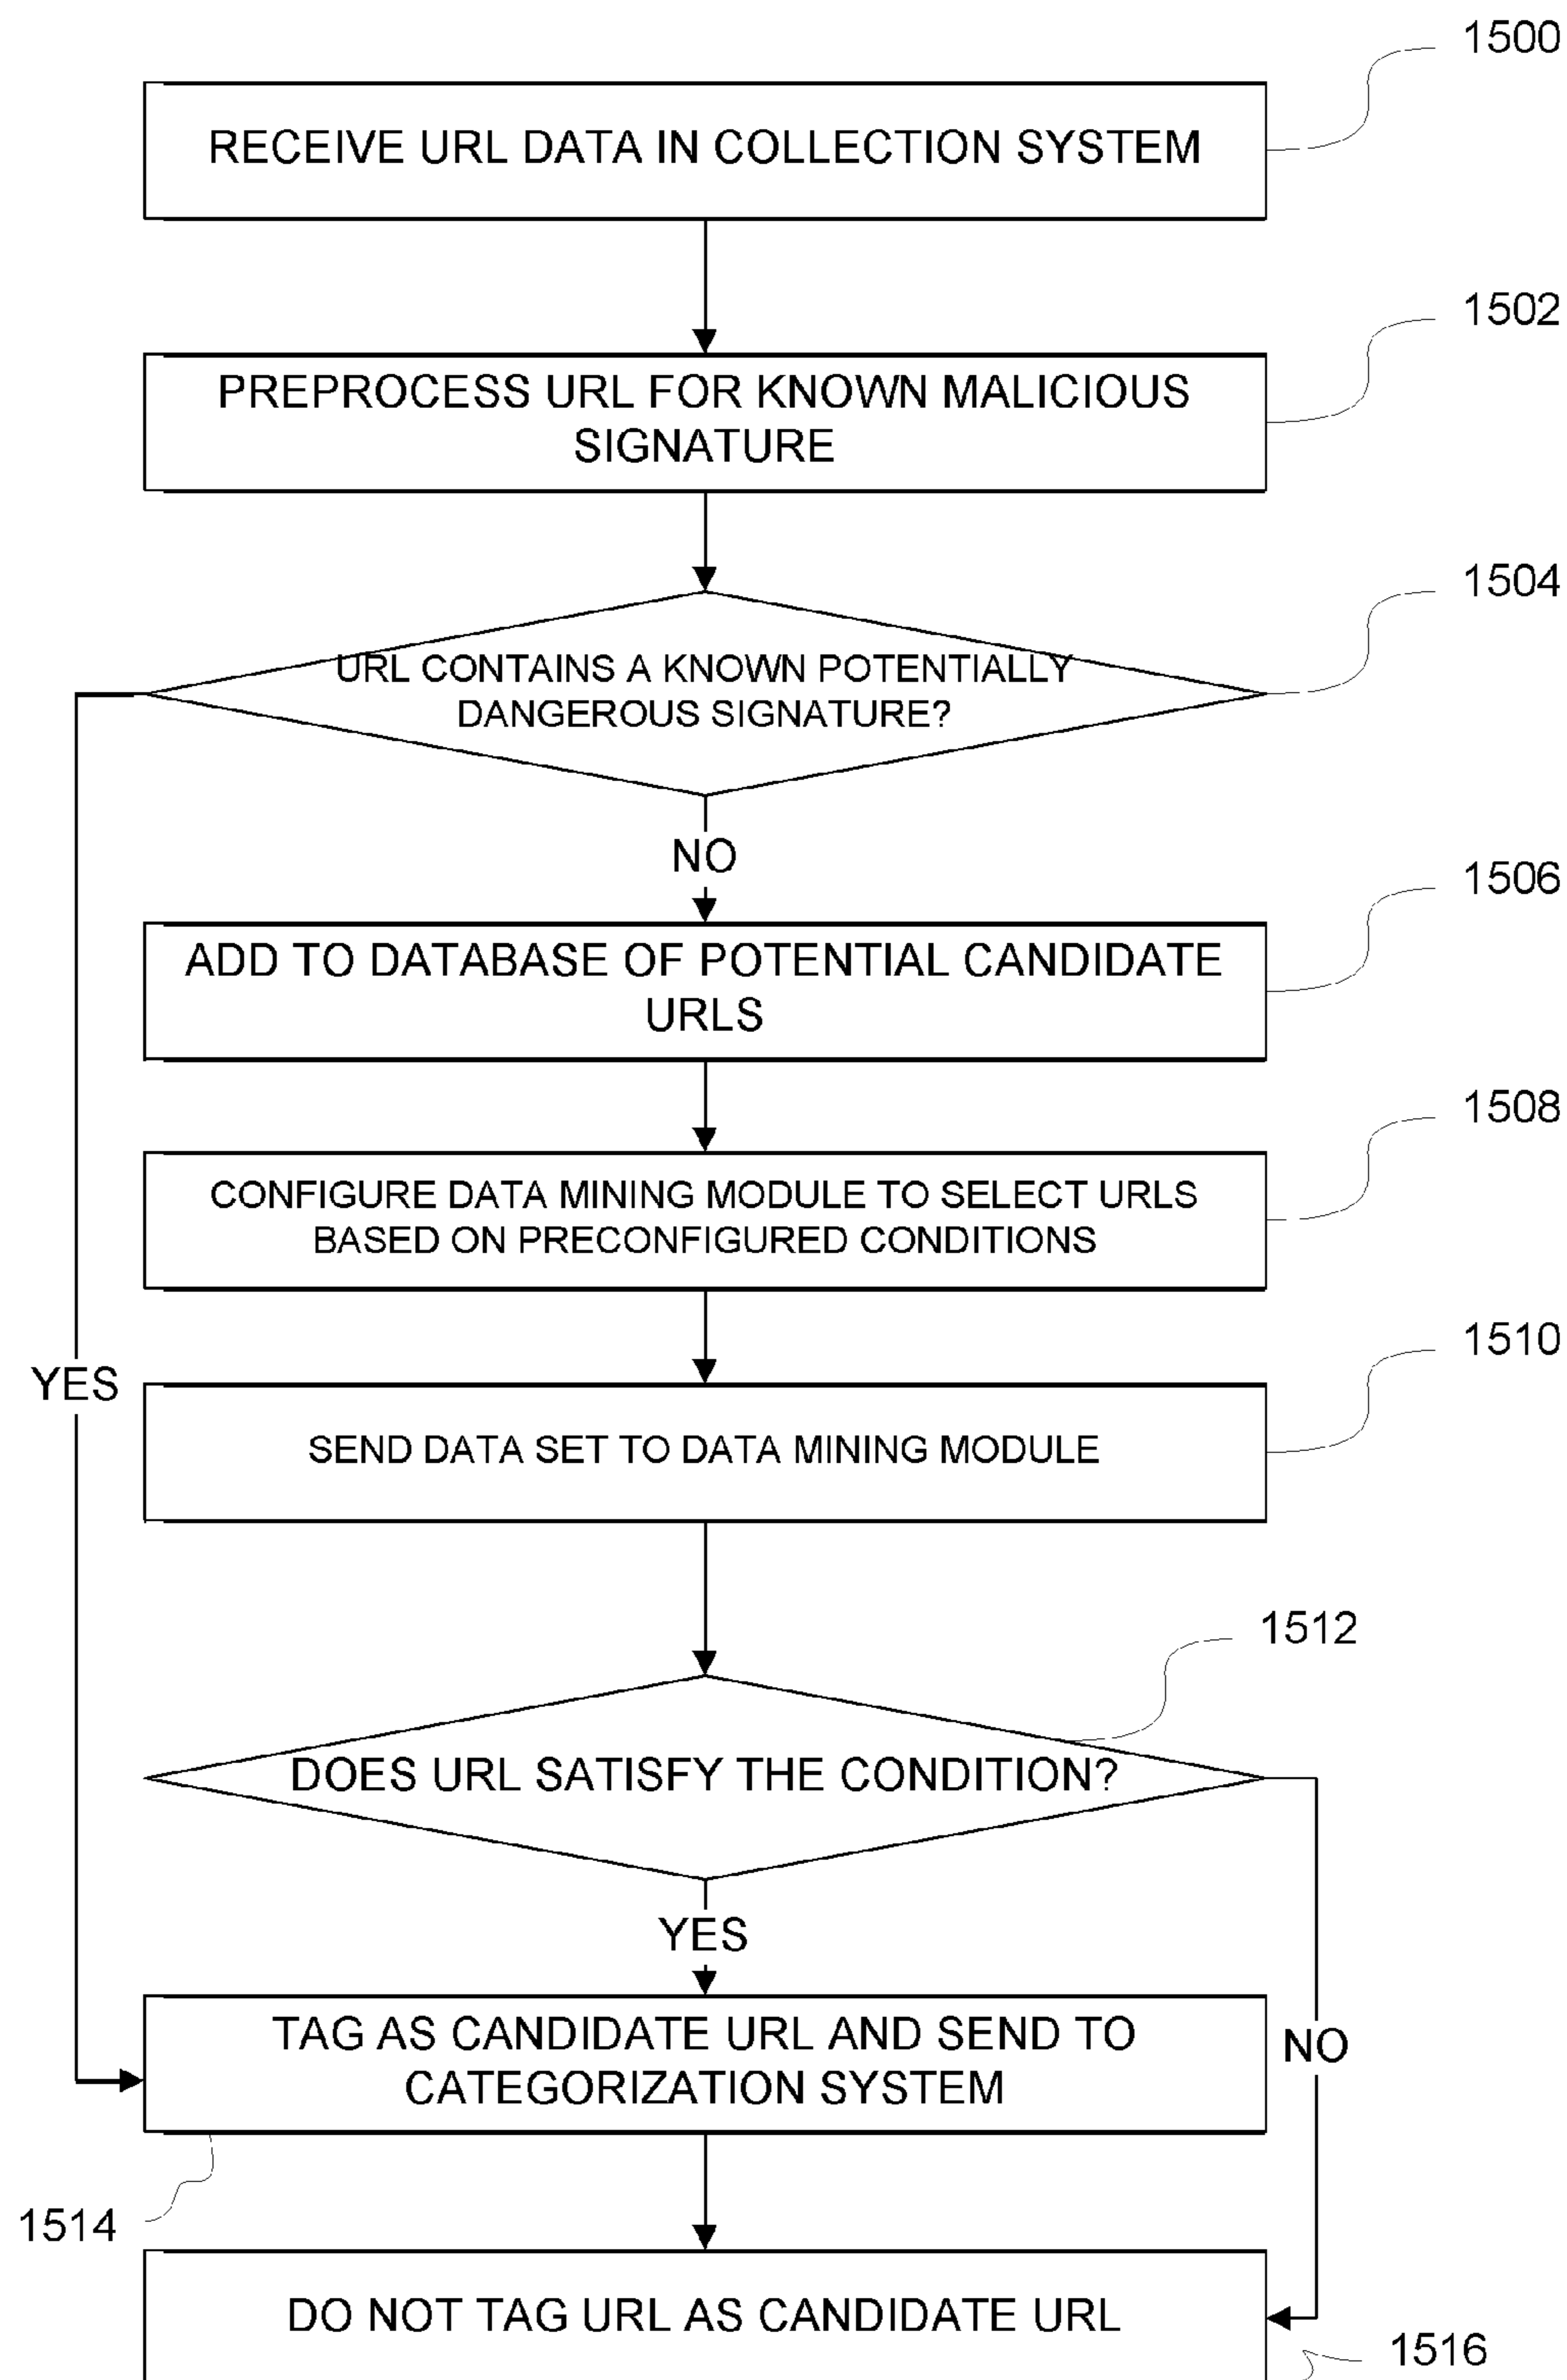 1500
RECEIVE URL DATA IN COLLECTION SYSTEM
1502
PREPROCESS URL FOR KNOWN MALICIOUS
SIGNATURE
1504
URL CONTAINS A KNOWN POTENTIALLY
DANGEROUS SIGNATURE?
NO
1506
ADD TO DATABASE OF POTENTIAL CANDIDATE
URLS
1508
CONFIGURE DATA MINING MODULE TO SELECT URLS
BASED ON PRECONFIGURED CONDITIONS
1510
YES
SEND DATA SET TO DATA MINING MODULE
1512
DOES URL SATISFY THE CONDITION?
YES
TAG AS CANDIDATE URL AND SEND TO
CATEGORIZATION SYSTEM
NO
1514
DO NOT TAG URL AS CANDIDATE URL
1516